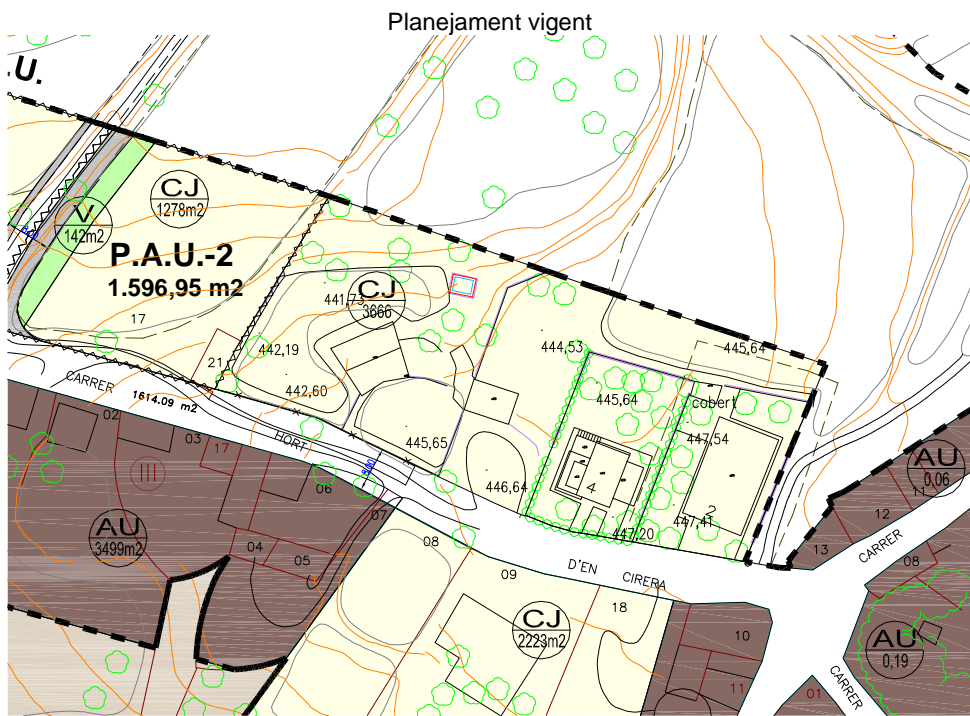 Planejament vigent
.U.
CJ
1278m2
V
142m2
8,00
P.A.U.-2
1.596,95 m2
17
441,73
CJ
3666
21
442,19
442,60
444,53
445,64
445,64
cobert
447,54
445,65
446,64
4
2
447,41
447,20
CARRER
1614.09 m2
HORT
8,00
D'EN CIRERA
02
03
17
III
06
07
AU
3499m2
04
05
08
09
18
CJ
2223m2
10
11
01
CARRER
AU
0,06
11
12
13
CARRER
08
AU
0,19